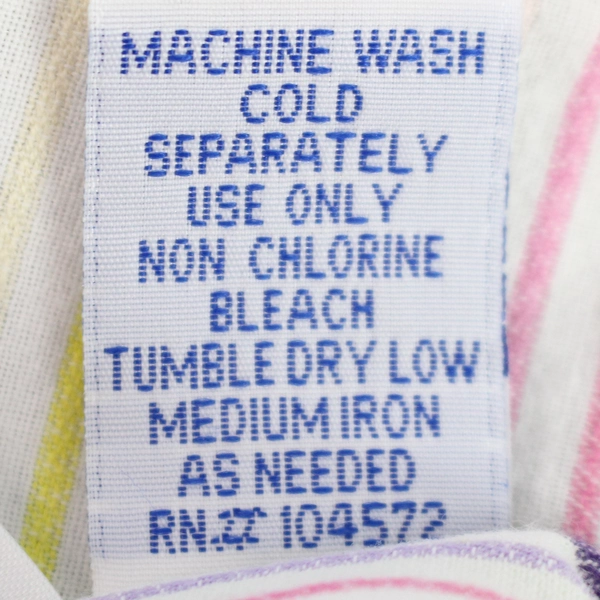 MACHINE WASH
COLD
SEPARATELY
USE ONLY
NON CHLORINE
BLEACH
TUMBLE DRY LOW
MEDIUM IRON
AS NEEDED
RN.# 104572